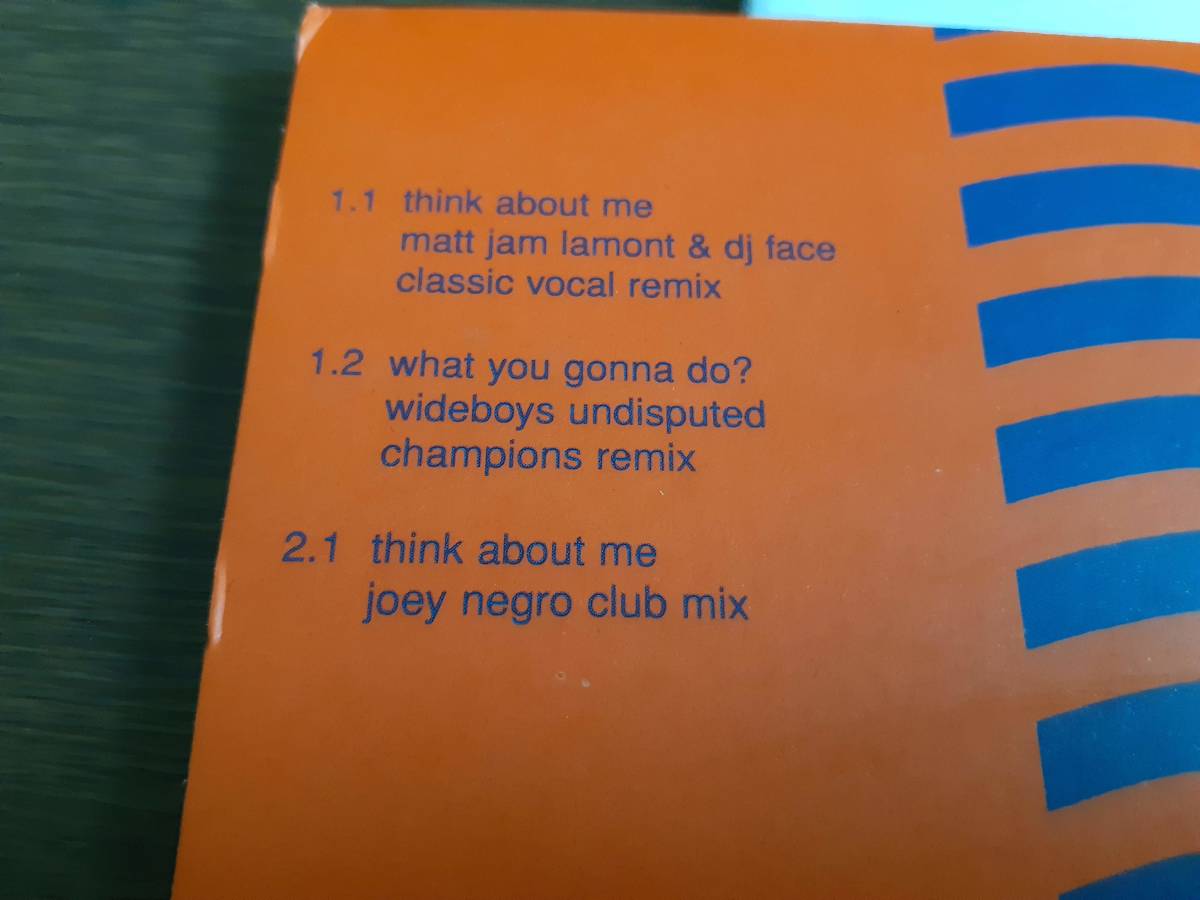 1.1 think about me
matt jam lamont & dj face
classic vocal remix
1.2 what you gonna do?
wideboys undisputed
champions remix
2.1 think about me
joey negro club mix